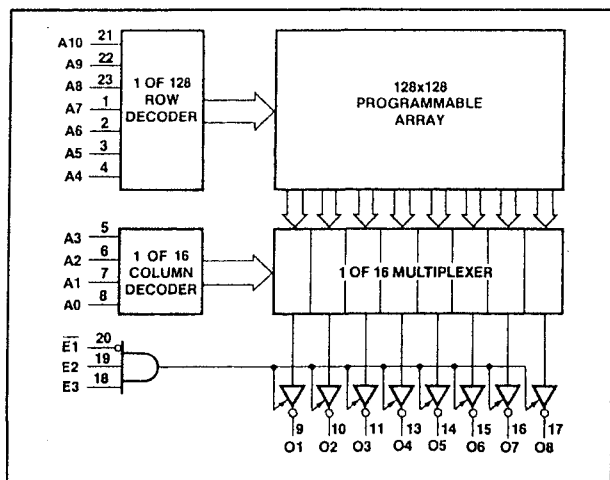 A10 21
A9 22
A8 23
A7 1
A6 2
A5 3
A4 4
1 OF 128
ROW
DECODER
128x128
PROGRAMMABLE
ARRAY
A3 5
A2 6
A1 7
A0 8
1 OF 16
COLUMN
DECODER
1 OF 16 MULTIPLEXER
E1 20
E2 19
E3 18
9 10 11 13 14 15 16 17
O1 O2 O3 O4 O5 O6 O7 O8